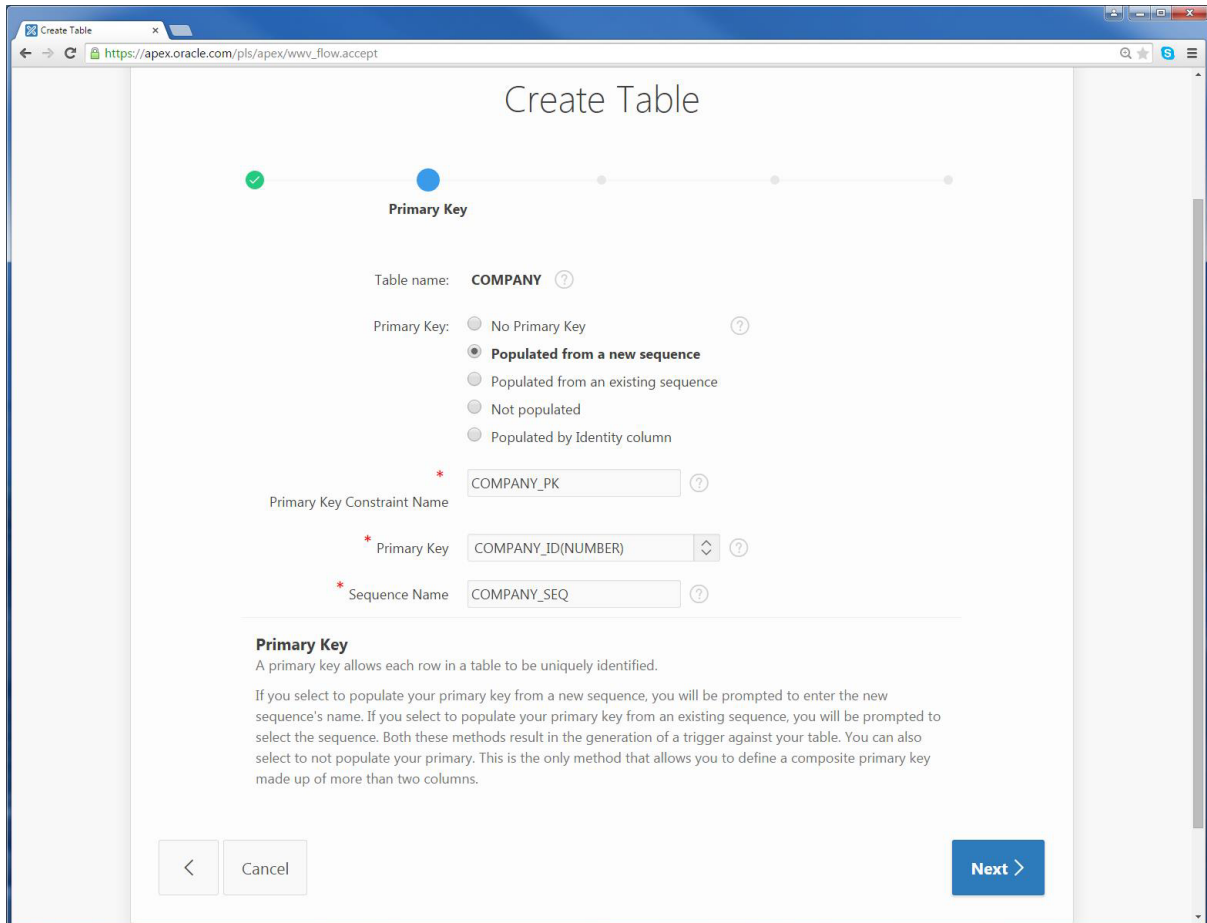 Create Table
https://apex.oracle.com/pls/apex/wwv_flow.accept
Create Table
Primary Key
Table name: COMPANY ?
Primary Key: No Primary Key ?
Populated from a new sequence
Populated from an existing sequence
Not populated
Populated by Identity column
* Primary Key Constraint Name COMPANY_PK ?
* Primary Key COMPANY_ID(NUMBER) ?
* Sequence Name COMPANY_SEQ ?
Primary Key
A primary key allows each row in a table to be uniquely identified.
If you select to populate your primary key from a new sequence, you will be prompted to enter the new
sequence's name. If you select to populate your primary key from an existing sequence, you will be prompted to
select the sequence. Both these methods result in the generation of a trigger against your table. You can also
select to not populate your primary. This is the only method that allows you to define a composite primary key
made up of more than two columns.
Cancel
Next